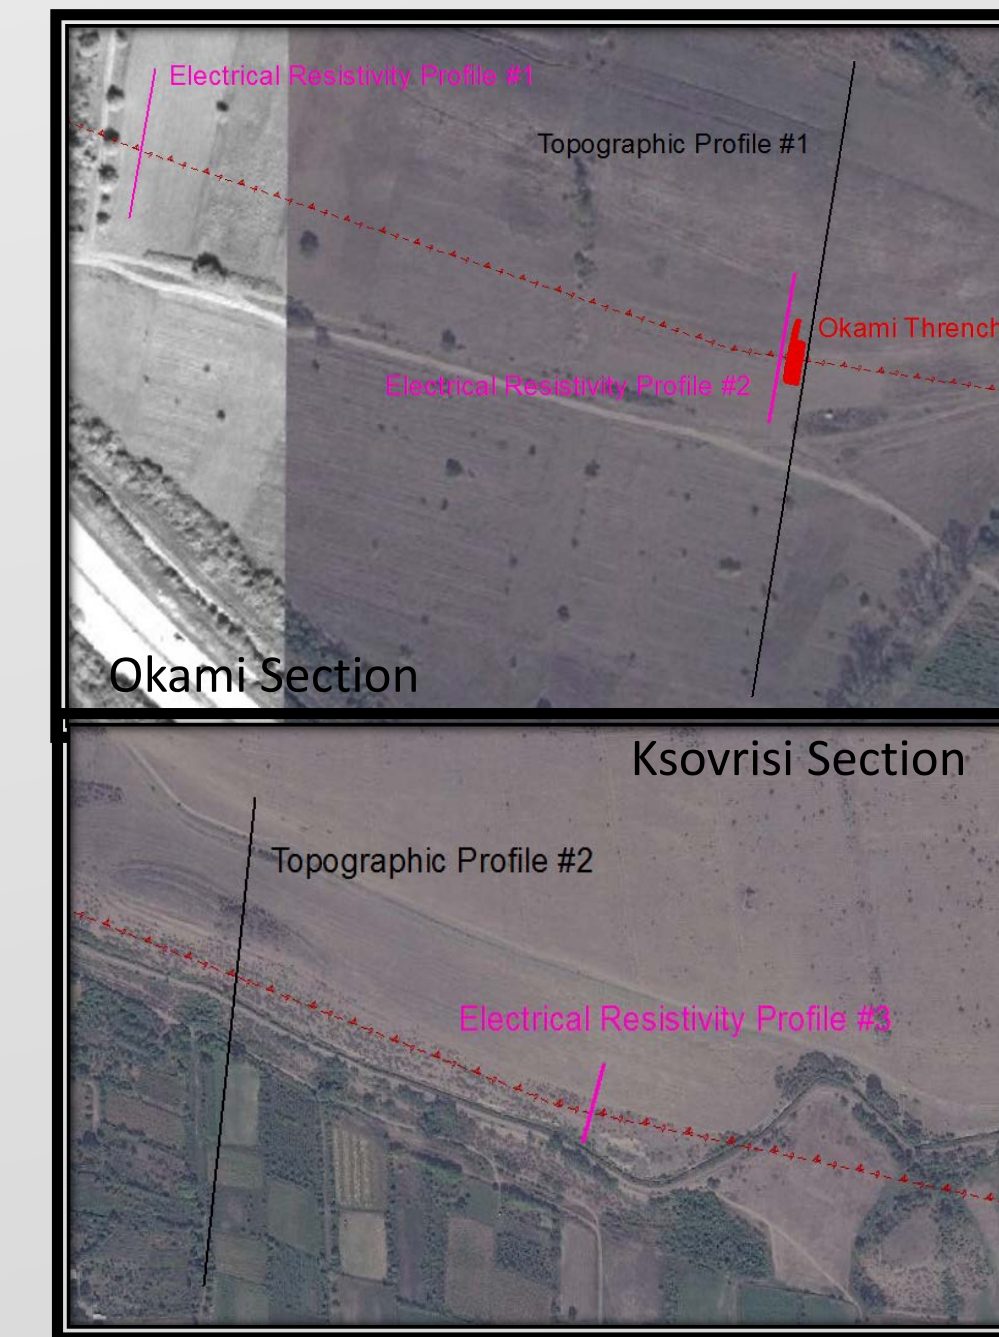 Electrical Resistivity Profile #1
Topographic Profile #1
Okami Thrench
Electrical Resistivity Profile #2
Okami Section
Ksovrisi Section
Topographic Profile #2
Electrical Resistivity Profile #3